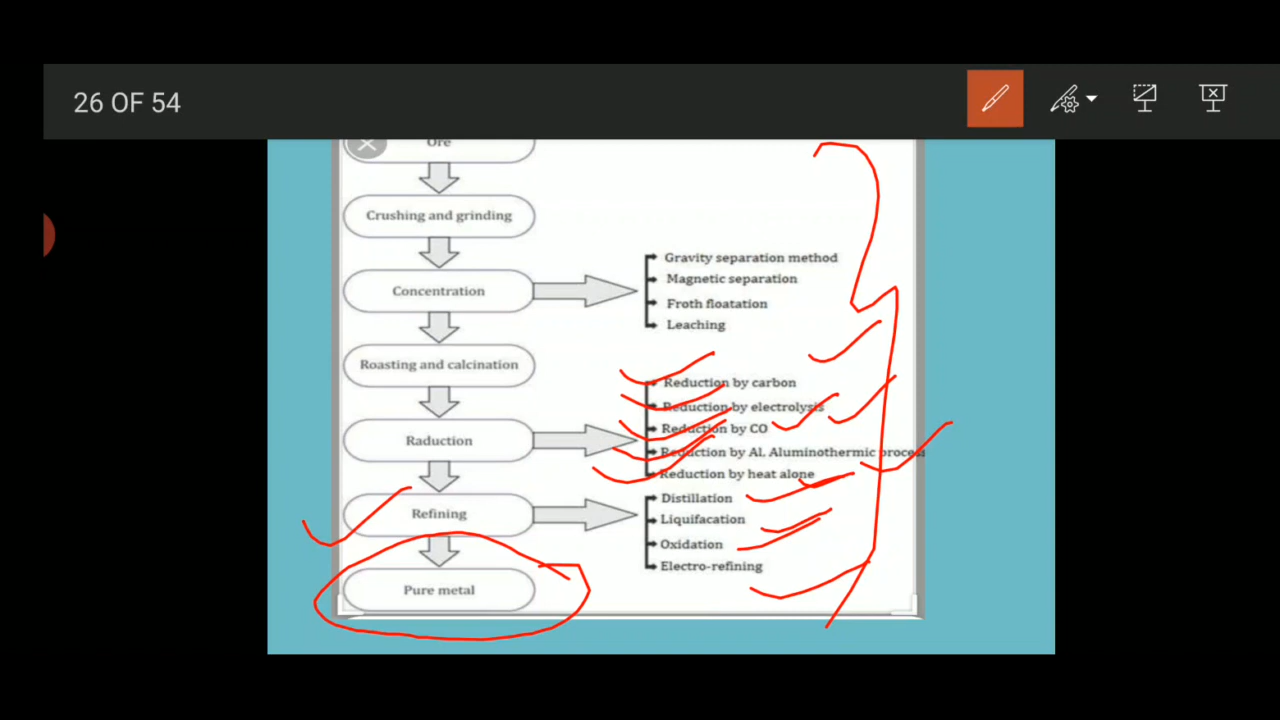 26 OF 54
Ore
Crushing and grinding
Concentration
Gravity separation method
Magnetic separation
Froth floatation
Leaching
Roasting and calcination
Raduction
Reduction by carbon
Reduction by electrolysis
Reduction by CO
Reduction by Al, Aluminothermic process
Reduction by heat alone
Refining
Distillation
Liquifacation
Oxidation
Electro-refining
Pure metal